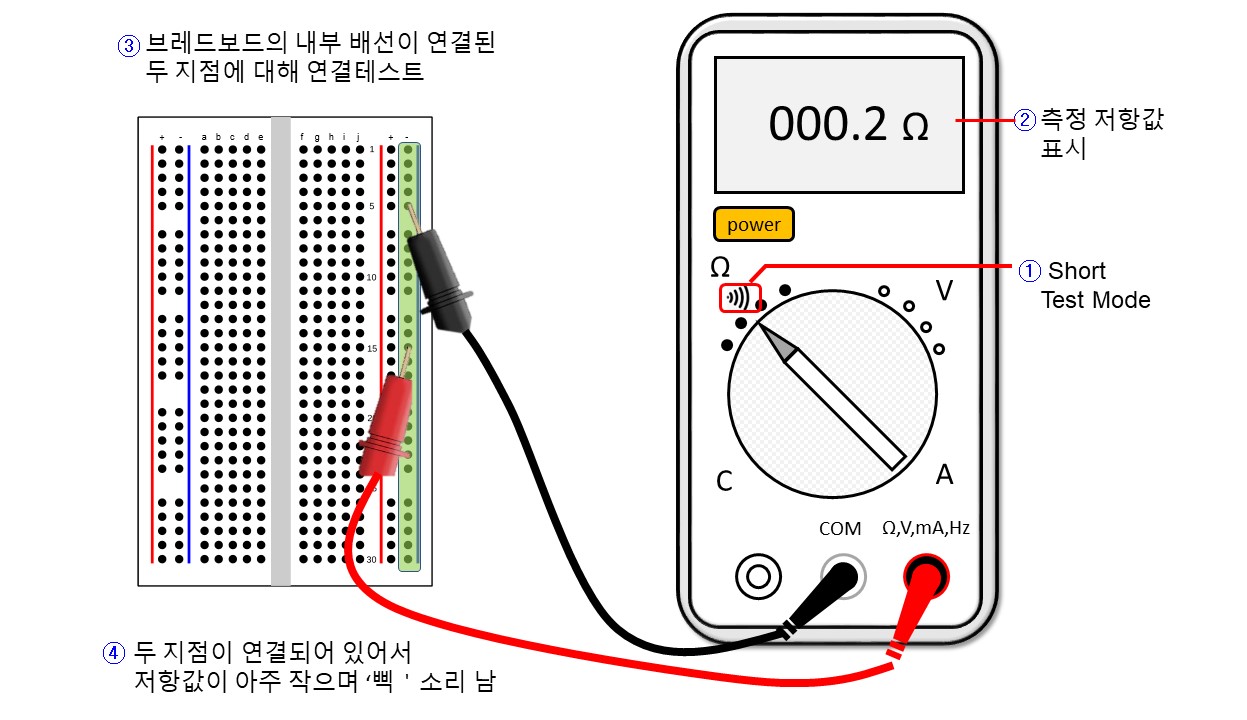 ③ 브레드보드의 내부 배선이 연결된
두 지점에 대해 연결테스트
+ - a b c d e f g h i j + -
1
5
10
15
30
④ 두 지점이 연결되어 있어서
저항값이 아주 작으며 ‘삑 ' 소리 남
000.2 Ω
② 측정 저항값
표시
power
Ω
① Short
Test Mode
V
C
A
COM
Ω,V,mA,Hz